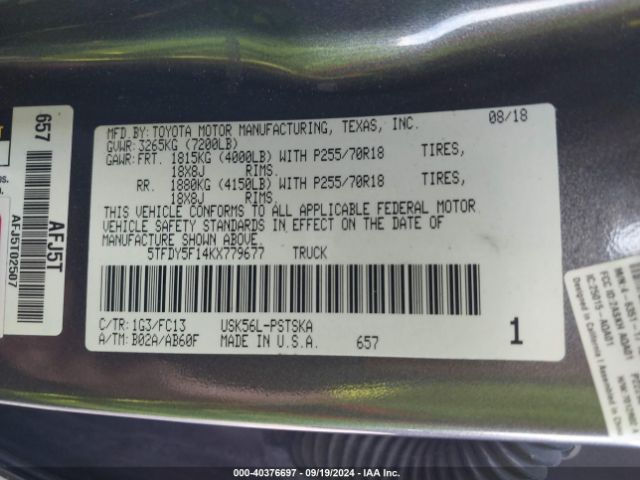 MFD.BY:TOYOTA MOTOR MANUFACTURING, TEXAS, INC. 08/18
GVWR: 3265KG (7200LB)
GAWR:FRT. 1815KG (4000LB) WITH P255/70R18 TIRES,
18X8J RIMS,
RR. 1880KG (4150LB) WITH P255/70R18 TIRES,
18X8J RIMS.
THIS VEHICLE CONFORMS TO ALL APPLICABLE FEDERAL MOTOR
VEHICLE SAFETY STANDARDS IN EFFECT ON THE DATE OF
MANUFACTURE SHOWN ABOVE.
5TFDY5F14KX779677 TRUCK
C/TR: 1G3/FC13 USK56L-PSTSKA
A/TM: B02A/AB60F MADE IN U.S.A. 657 1
657
AFJ5T
AFJ5T02507
000-40376697 - 09/19/2024 - IAA Inc.